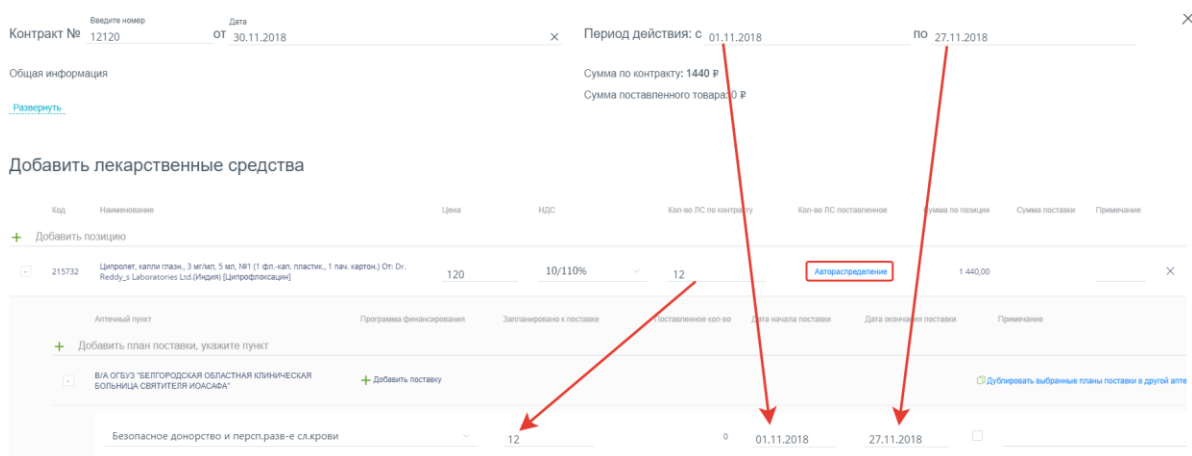 Введите номер Дата
Контракт № 12120 от 30.11.2018 Период действия: с 01.11.2018 по 27.11.2018
Общая информация Сумма по контракту: 1440 ₽
Сумма поставленного товара: 0 ₽
Развернуть
Добавить лекарственные средства
Код Наименование Цена НДС Кол-во ЛС по контракту Кол-во ЛС поставленное Сумма по позиции Сумма поставки Примечание
+ Добавить позицию
215732 Ципролет, капли глазн., 3 мг/мл, 5 мл, №1 (1 фл.-кап. пластик., 1 пач. картон.) От: Dr. 120 10/110% 12 Автораспределение 1 440,00
Reddy_s Laboratories Ltd.(Индия) [Ципрофлоксацин]
Аптечный пункт Программа финансирования Запланировано к поставке Поставленное кол-во Дата начала поставки Дата окончания поставки Примечание
+ Добавить план поставки, укажите пункт
В/А ОГБУЗ "БЕЛГОРОДСКАЯ ОБЛАСТНАЯ КЛИНИЧЕСКАЯ + Добавить поставку Дублировать выбранные планы поставки в другой апте
БОЛЬНИЦА СВЯТИТЕЛЯ ИОАСАФА"
Безопасное донорство и персп.разв-е сл.крови 12 0 01.11.2018 27.11.2018